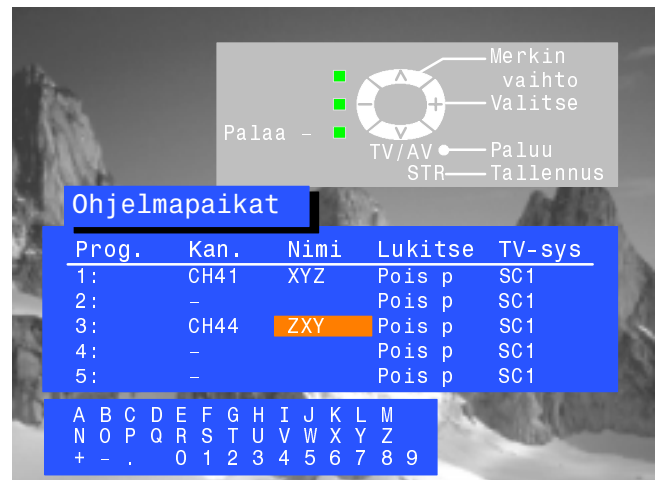 Merkin
vaihto
Valitse
Palaa –
TV/AV Paluu
STR Tallennus
Ohjelmapaikat
Prog. Kan. Nimi Lukitse TV-sys
1: CH41 XYZ Pois p SC1
2: – Pois p SC1
3: CH44 ZXY Pois p SC1
4: – Pois p SC1
5: – Pois p SC1
A B C D E F G H I J K L M
N O P Q R S T U V W X Y Z
+ – . 0 1 2 3 4 5 6 7 8 9